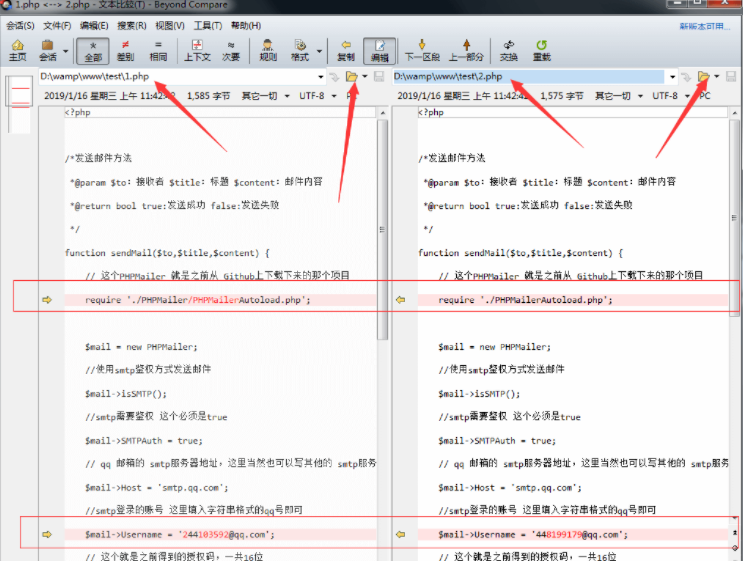 1.php <--> 2.php - 文本比较(T) - Beyond Compare
会话(S) 文件(F) 编辑(E) 搜索(R) 视图(V) 工具(T) 帮助(H)
新版本可用...
主页 会话 全部 差别 相同 上下文 次要 规则 格式 复制 编辑 下一区段 上一部分 交换 重载
D:\wamp\www\test\1.php
D:\wamp\www\test\2.php
2019/1/16 星期三 上午 11:42: 1,585 字节 其它一切 UTF-8
2019/1/16 星期三 上午 11:42:4 1,575 字节 其它一切 UTF-8 PC
<?php
/*发送邮件方法
*@param $to：接收者 $title：标题 $content：邮件内容
*@return bool true:发送成功 false:发送失败
*/
function sendMail($to,$title,$content) {
// 这个PHPMailer 就是之前从 Github上下载下来的那个项目
require './PHPMailer/PHPMailerAutoload.php';
$mail = new PHPMailer;
//使用smtp鉴权方式发送邮件
$mail->isSMTP();
//smtp需要鉴权 这个必须是true
$mail->SMTPAuth = true;
// qq 邮箱的 smtp服务器地址，这里当然也可以写其他的 smtp服务
$mail->Host = 'smtp.qq.com';
//smtp登录的账号 这里填入字符串格式的qq号即可
$mail->Username = '244103592@qq.com';
// 这个就是之前得到的授权码，一共16位
<?php
/*发送邮件方法
*@param $to：接收者 $title：标题 $content：邮件内容
*@return bool true:发送成功 false:发送失败
*/
function sendMail($to,$title,$content) {
// 这个PHPMailer 就是之前从 Github上下载下来的那个项目
require './PHPMailerAutoload.php';
$mail = new PHPMailer;
//使用smtp鉴权方式发送邮件
$mail->isSMTP();
//smtp需要鉴权 这个必须是true
$mail->SMTPAuth = true;
// qq 邮箱的 smtp服务器地址，这里当然也可以写其他的 smtp服务
$mail->Host = 'smtp.qq.com';
//smtp登录的账号 这里填入字符串格式的qq号即可
$mail->Username = '448199179@qq.com';
// 这个就是之前得到的授权码，一共16位